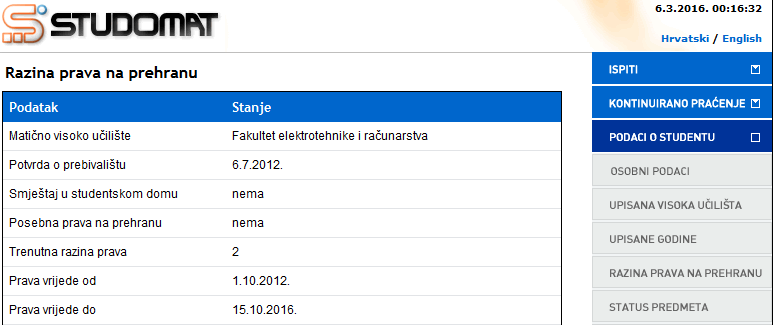 STUDOMAT
6.3.2016. 00:16:32
Hrvatski / English
Razina prava na prehranu
Podatak Stanje
Matično visoko učilište Fakultet elektrotehnike i računarstva
Potvrda o prebivalištu 6.7.2012.
Smještaj u studentskom domu nema
Posebna prava na prehranu nema
Trenutna razina prava 2
Prava vrijede od 1.10.2012.
Prava vrijede do 15.10.2016.
ISPITI
KONTINUIRANO PRAĆENJE
PODACI O STUDENTU
OSOBNI PODACI
UPISANA VISOKA UČILIŠTA
UPISANE GODINE
RAZINA PRAVA NA PREHRANU
STATUS PREDMETA